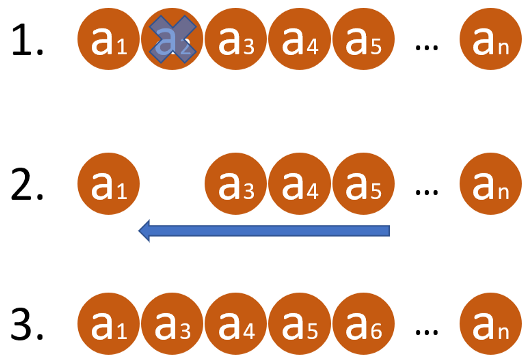 1. a1 a2 a3 a4 a5 ... an
2. a1 a3 a4 a5 ... an
3. a1 a3 a4 a5 a6 ... an